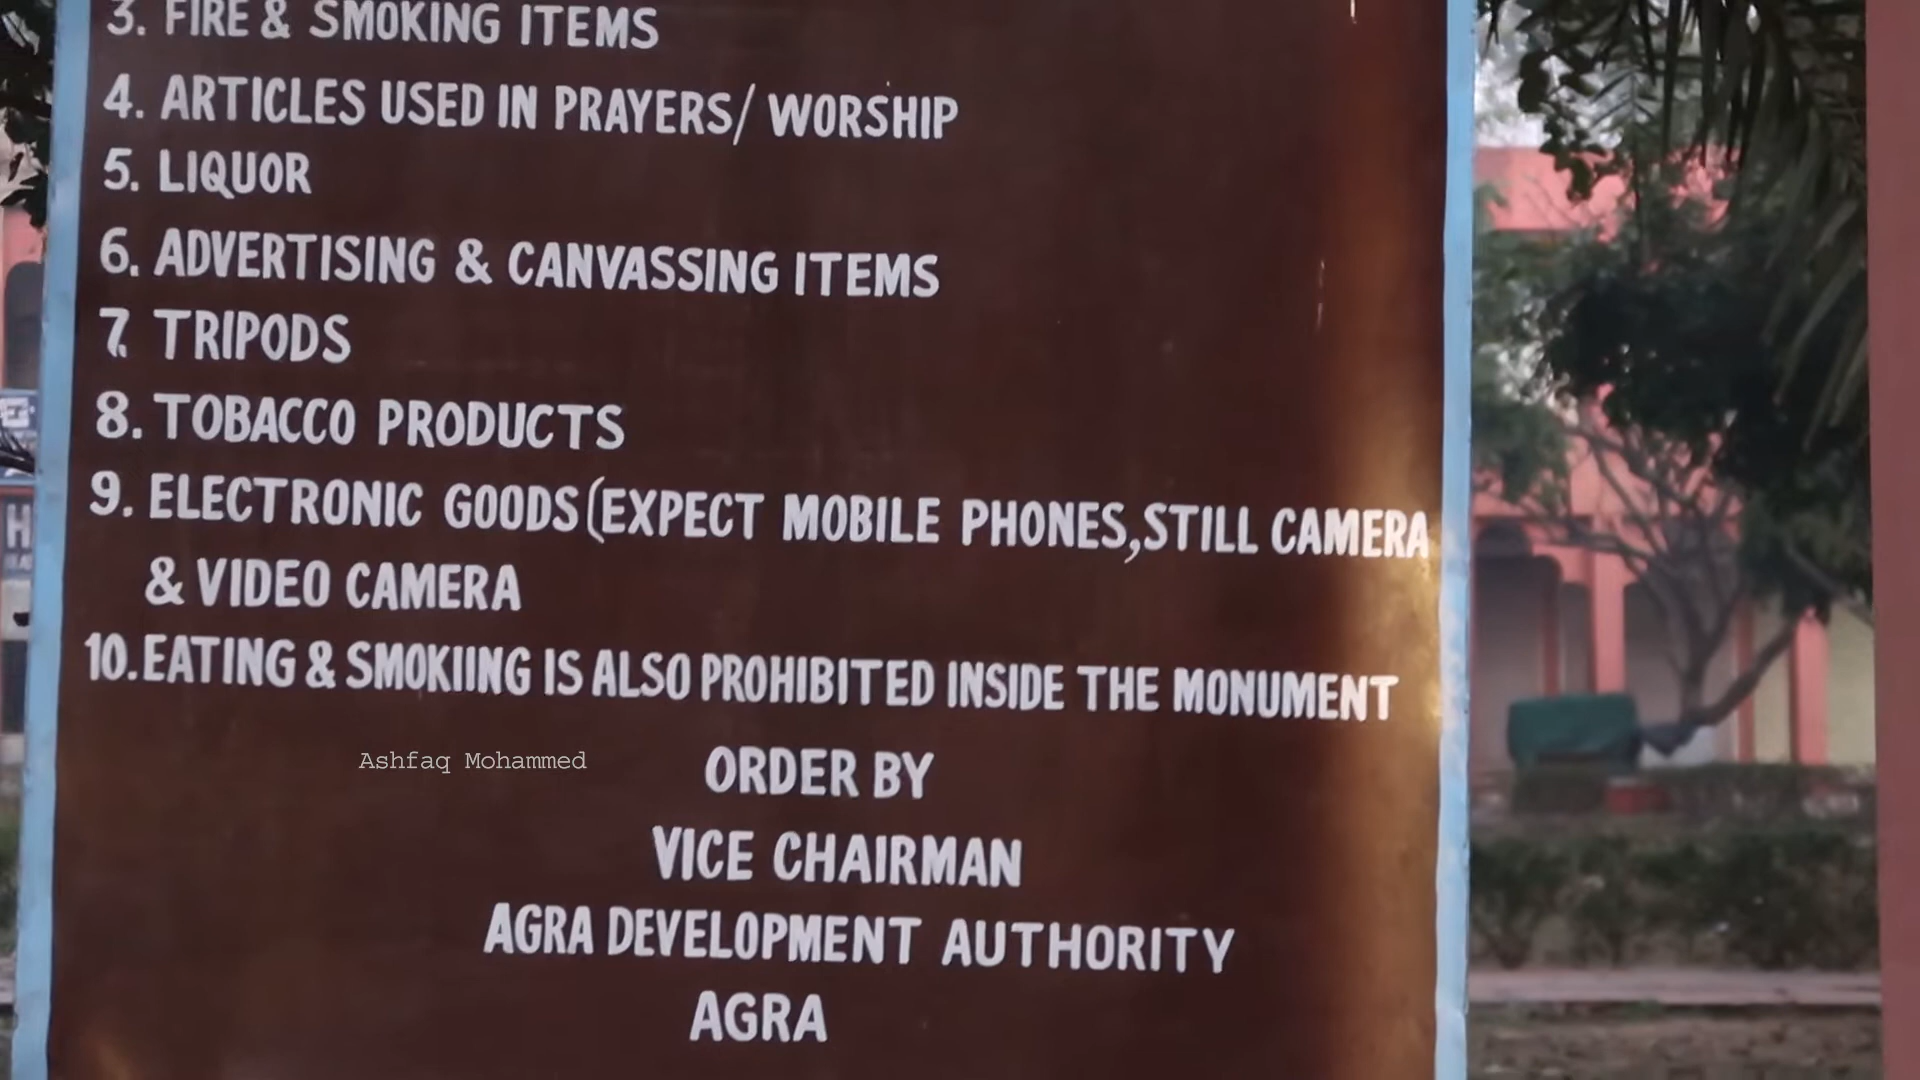 3. FIRE & SMOKING ITEMS
4. ARTICLES USED IN PRAYERS/ WORSHIP
5. LIQUOR
6. ADVERTISING & CANVASSING ITEMS
7. TRIPODS
8. TOBACCO PRODUCTS
9. ELECTRONIC GOODS (EXPECT MOBILE PHONES, STILL CAMERA
& VIDEO CAMERA
10. EATING & SMOKIING IS ALSO PROHIBITED INSIDE THE MONUMENT
Ashfaq Mohammed
ORDER BY
VICE CHAIRMAN
AGRA DEVELOPMENT AUTHORITY
AGRA